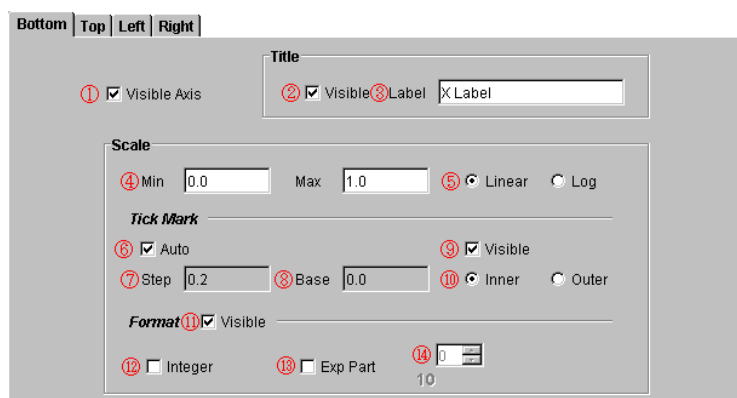 Bottom Top Left Right
Title
① Visible Axis ② Visible ③ Label X Label
Scale
④ Min 0.0 Max 1.0 ⑤ Linear Log
Tick Mark
⑥ Auto ⑨ Visible
⑦ Step 0.2 ⑧ Base 0.0 ⑩ Inner Outer
Format ⑪ Visible
⑫ Integer ⑬ Exp Part ⑭ 0
10